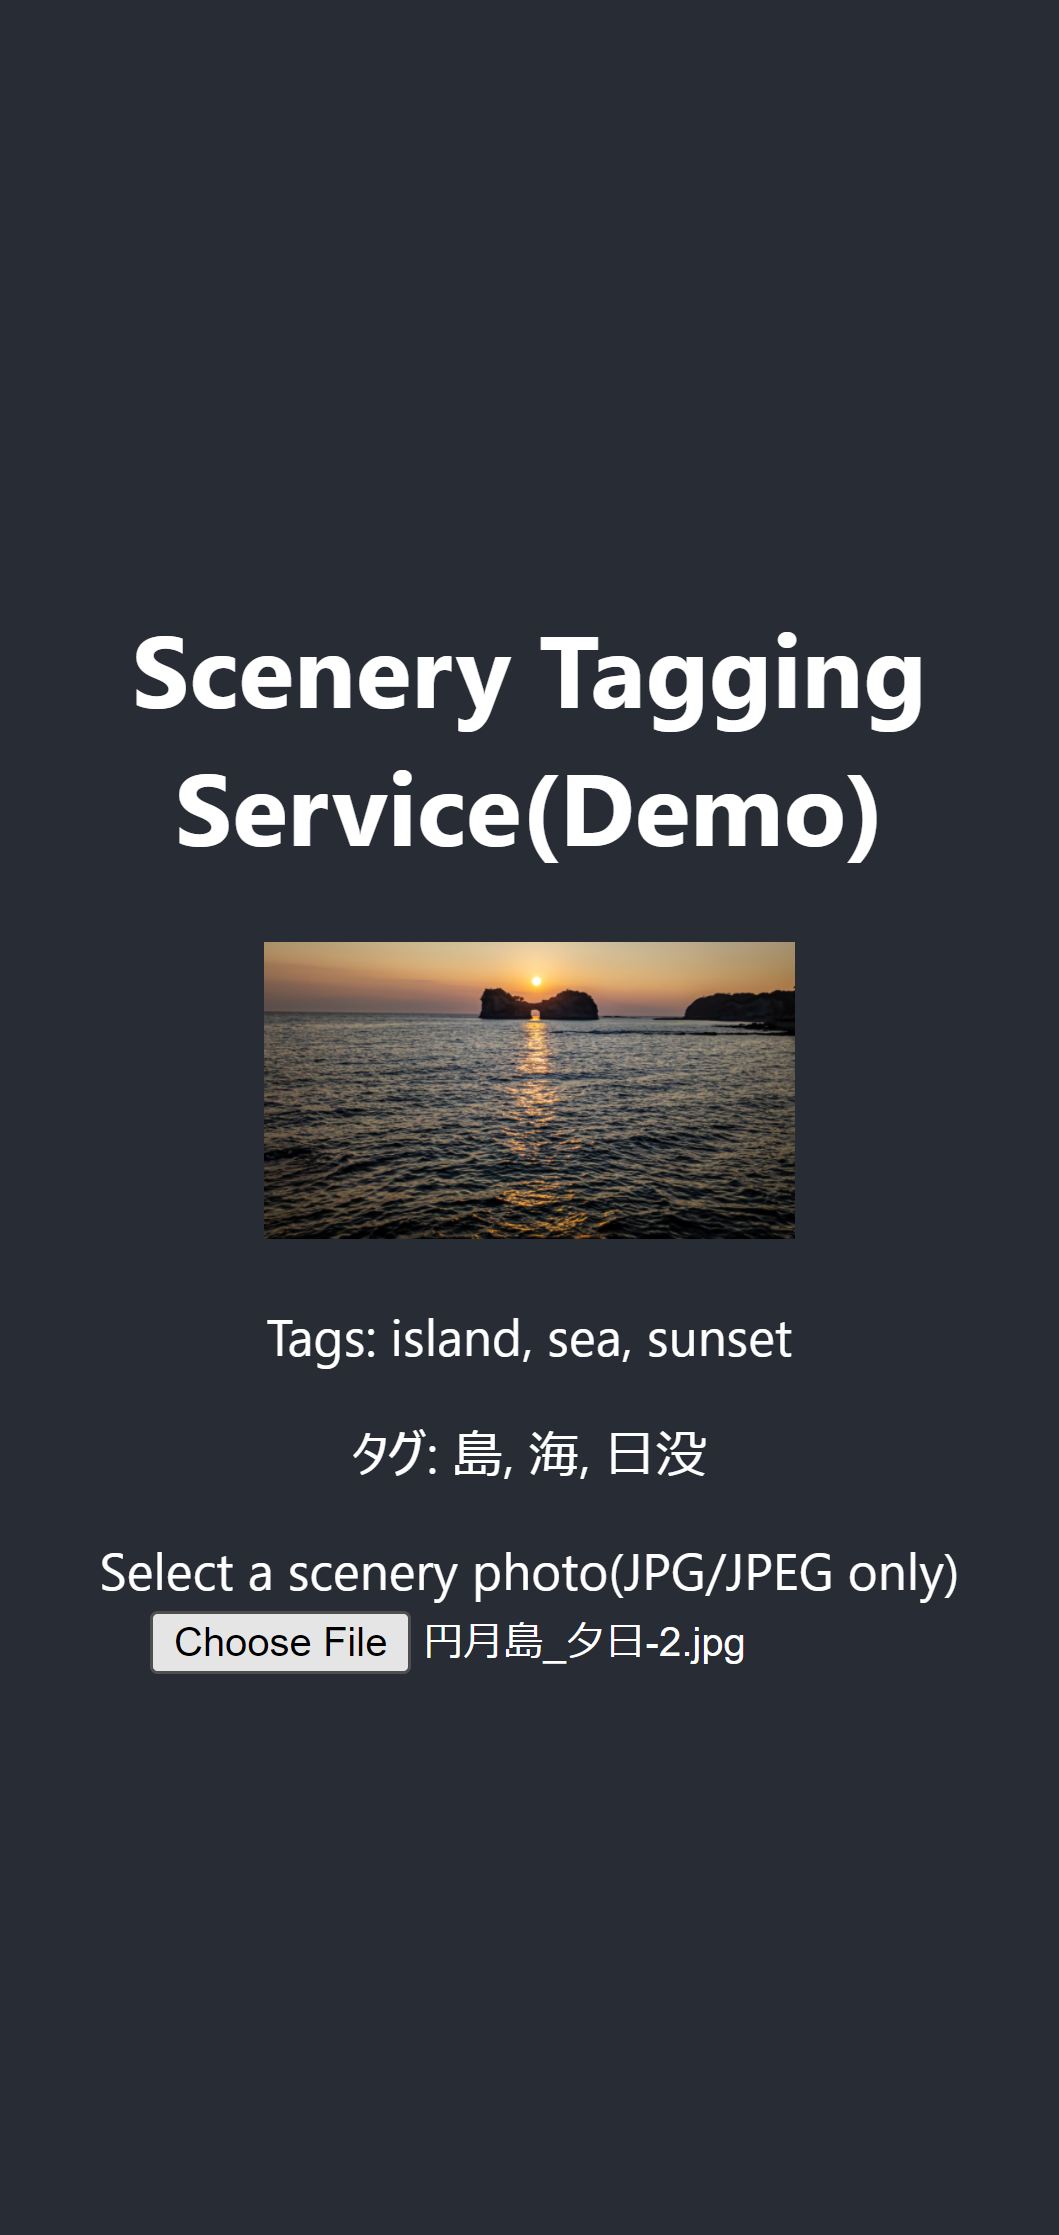 Scenery Tagging
Service(Demo)
Tags: island, sea, sunset
タグ: 島, 海, 日没
Select a scenery photo(JPG/JPEG only)
Choose File 円月島_夕日-2.jpg